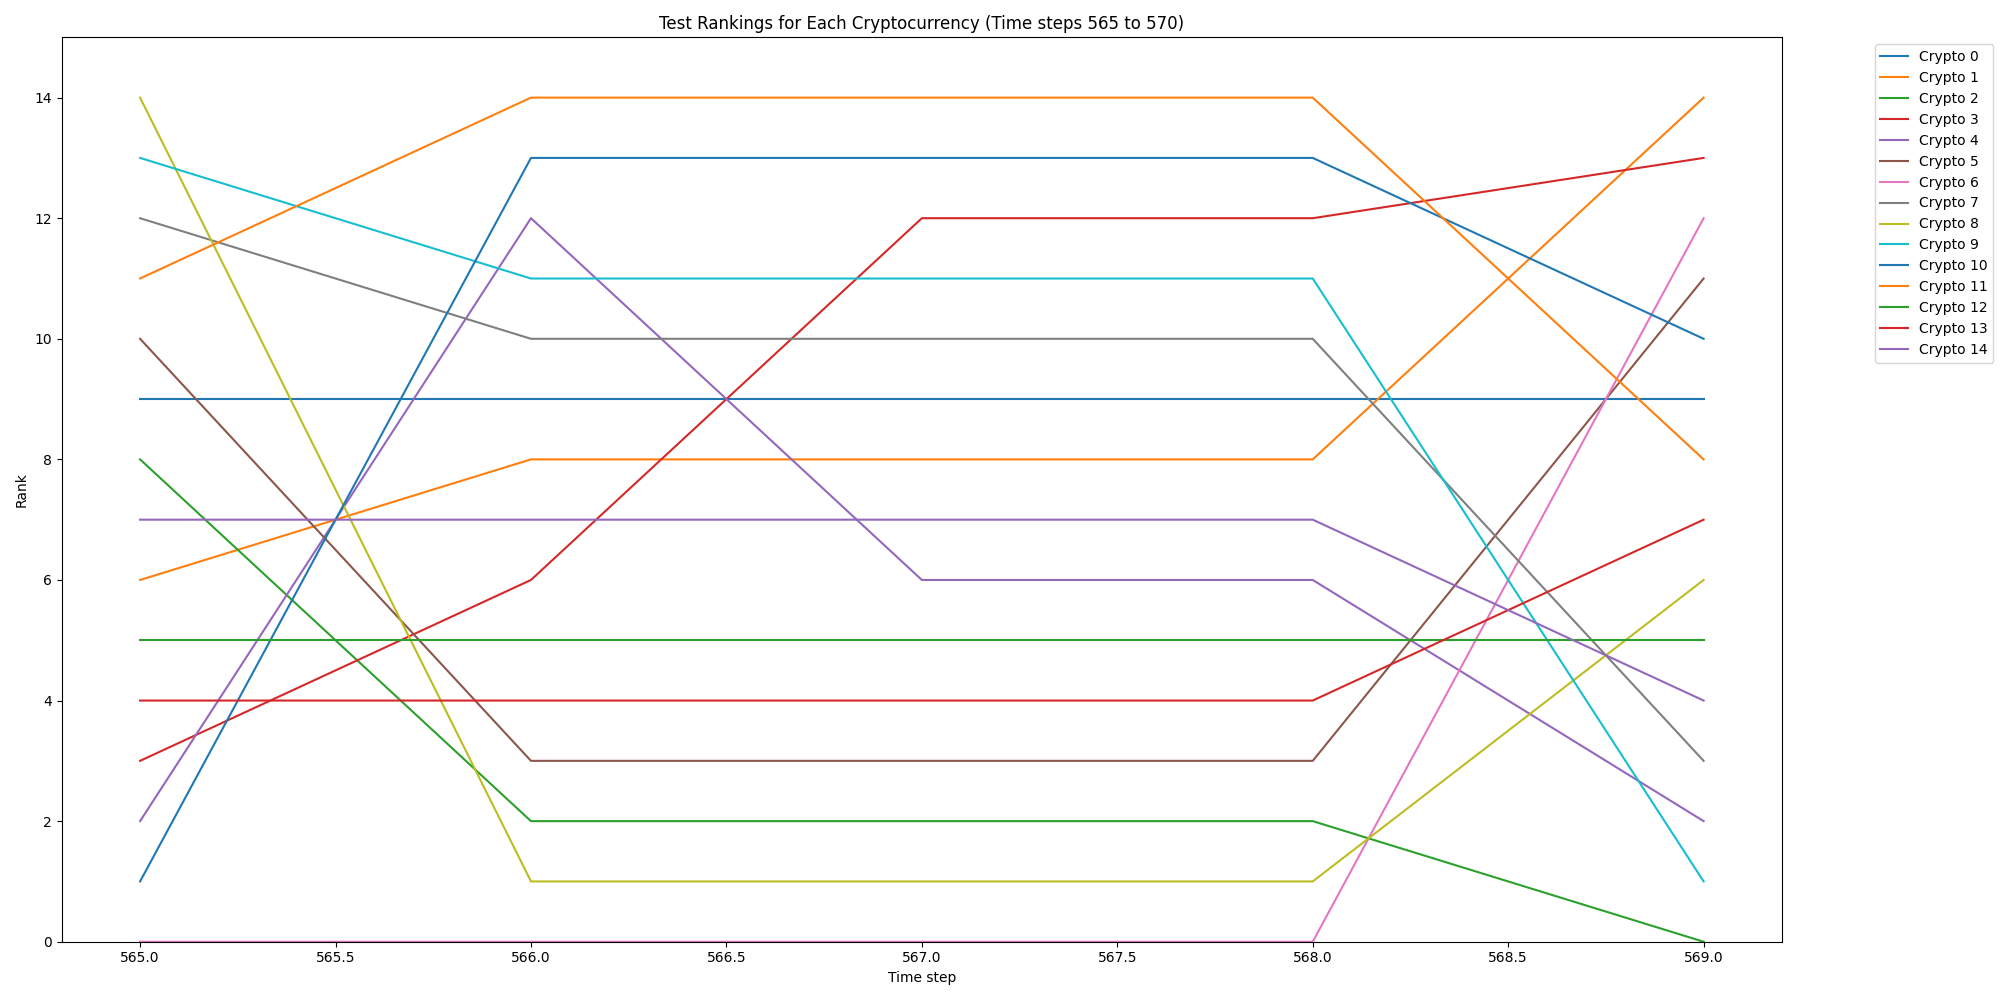 Test Rankings for Each Cryptocurrency (Time steps 565 to 570)
Rank
14
12
10
8
6
4
2
0
565.0 565.5 566.0 566.5 567.0 567.5 568.0 568.5 569.0
Time step
Crypto 0
Crypto 1
Crypto 2
Crypto 3
Crypto 4
Crypto 5
Crypto 6
Crypto 7
Crypto 8
Crypto 9
Crypto 10
Crypto 11
Crypto 12
Crypto 13
Crypto 14